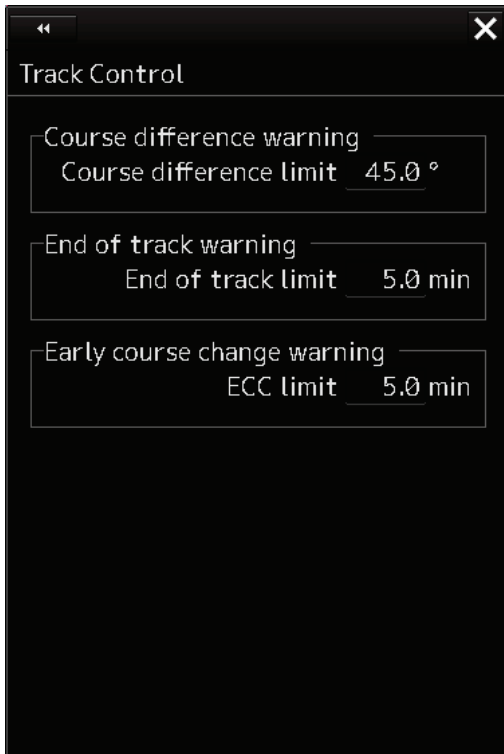 Track Control
Course difference warning
Course difference limit 45.0 °
End of track warning
End of track limit 5.0 min
Early course change warning
ECC limit 5.0 min